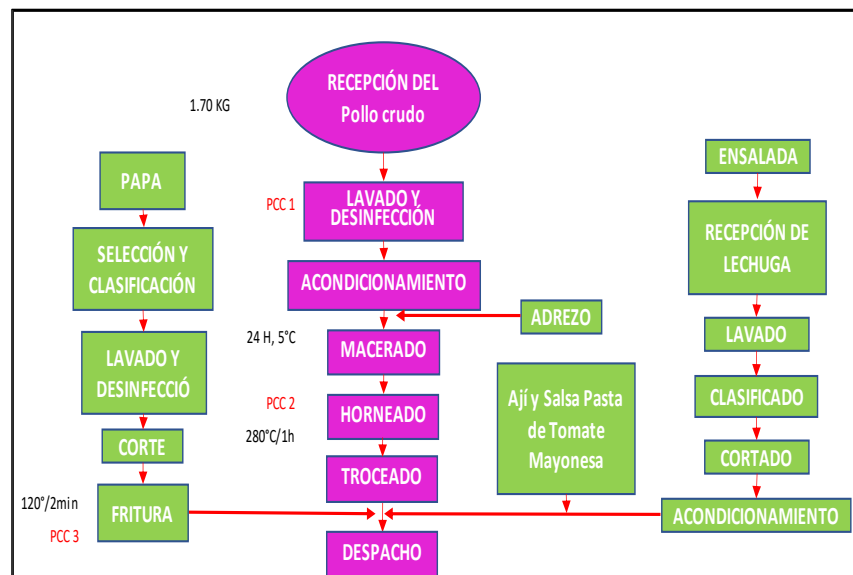 RECEPCIÓN DEL
Pollo crudo
1.70 KG
PAPA
SELECCIÓN Y
CLASIFICACIÓN
LAVADO Y
DESINFECCIÓ
CORTE
120°/2min
FRITURA
PCC 3
PCC 1
LAVADO Y
DESINFECCIÓN
ACONDICIONAMIENTO
ADREZO
24 H, 5°C
MACERADO
PCC 2
HORNEADO
280°C/1h
TROCEADO
DESPACHO
Ají y Salsa Pasta
de Tomate
Mayonesa
ENSALADA
RECEPCIÓN DE
LECHUGA
LAVADO
CLASIFICADO
CORTADO
ACONDICIONAMIENTO